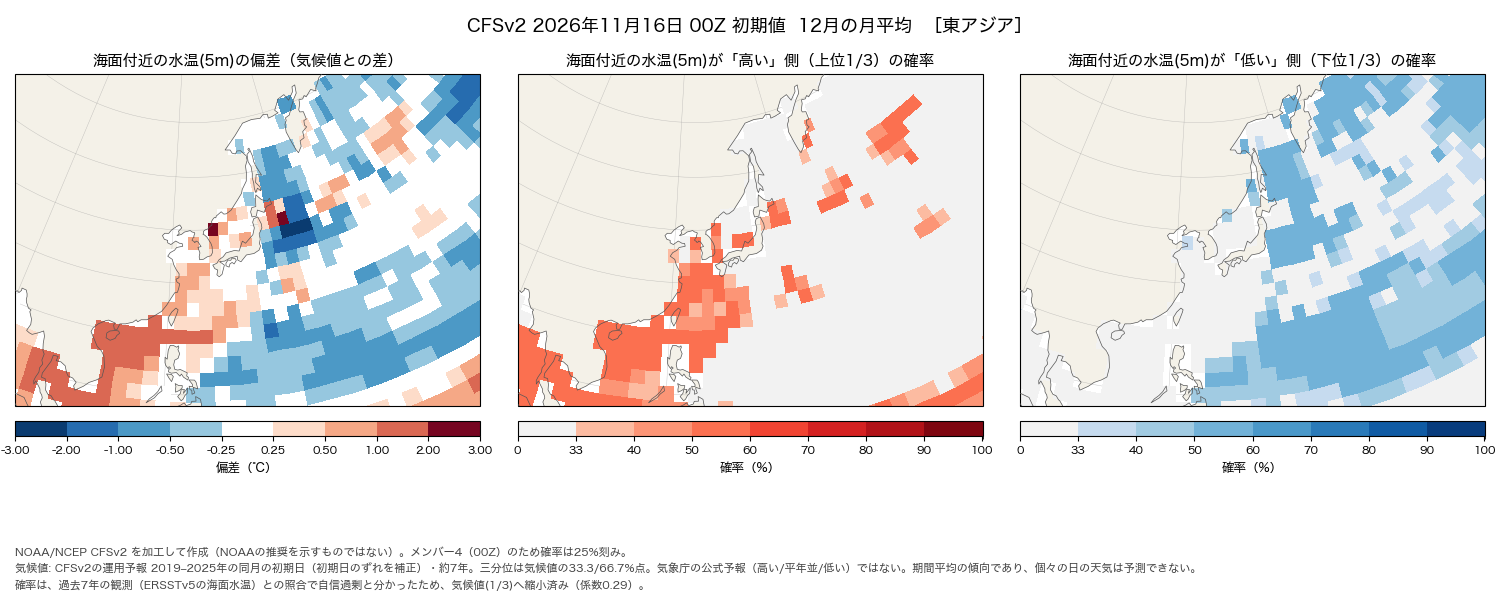 CFSv2 2026年11月16日 00Z 初期値 12月の月平均 ［東アジア］
海面付近の水温(5m)の偏差（気候値との差）
海面付近の水温(5m)が「高い」側（上位1/3）の確率
海面付近の水温(5m)が「低い」側（下位1/3）の確率
-3.00 -2.00 -1.00 -0.50 -0.25 0.25 0.50 1.00 2.00 3.00
偏差（℃）
0 33 40 50 60 70 80 90 100
確率（%）
0 33 40 50 60 70 80 90 100
確率（%）
NOAA/NCEP CFSv2 を加工して作成（NOAAの推奨を示すものではない）。メンバー4（00Z）のため確率は25%刻み。
気候値: CFSv2の運用予報 2019–2025年の同月の初期日（初期日のずれを補正）・約7年。三分位は気候値の33.3/66.7%点。気象庁の公式予報（高い/平年並/低い）ではない。期間平均の傾向であり、個々の日の天気は予測できない。
確率は、過去7年の観測（ERSSTv5の海面水温）との照合で自信過剰と分かったため、気候値(1/3)へ縮小済み（係数0.29）。